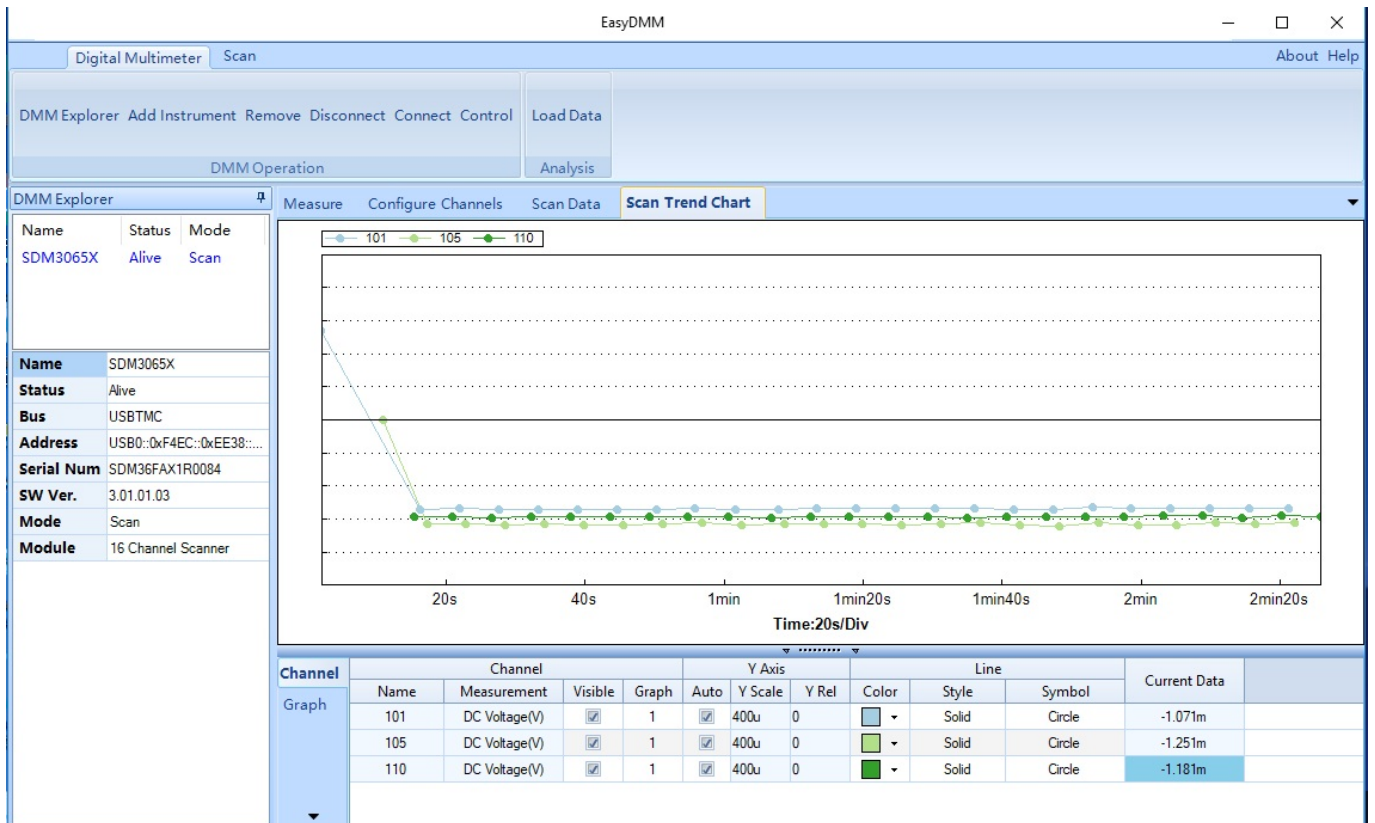 EasyDMM
Digital Multimeter Scan About Help
DMM Explorer Add Instrument Remove Disconnect Connect Control Load Data
DMM Operation Analysis
DMM Explorer Measure Configure Channels Scan Data Scan Trend Chart
Name Status Mode
SDM3065X Alive Scan
Name SDM3065X
Status Alive
Bus USBTMC
Address USB0::0xF4EC::0xEE38::...
Serial Num SDM36FAX1R0084
SW Ver. 3.01.01.03
Mode Scan
Module 16 Channel Scanner
101 105 110
20s 40s 1min 1min20s 1min40s 2min 2min20s
Time:20s/Div
Channel
Graph
Channel Y Axis Line Current Data
Name Measurement Visible Graph Auto Y Scale Y Rel Color Style Symbol
101 DC Voltage(V) 1 400u 0 Solid Circle -1.071m
105 DC Voltage(V) 1 400u 0 Solid Circle -1.251m
110 DC Voltage(V) 1 400u 0 Solid Circle -1.181m